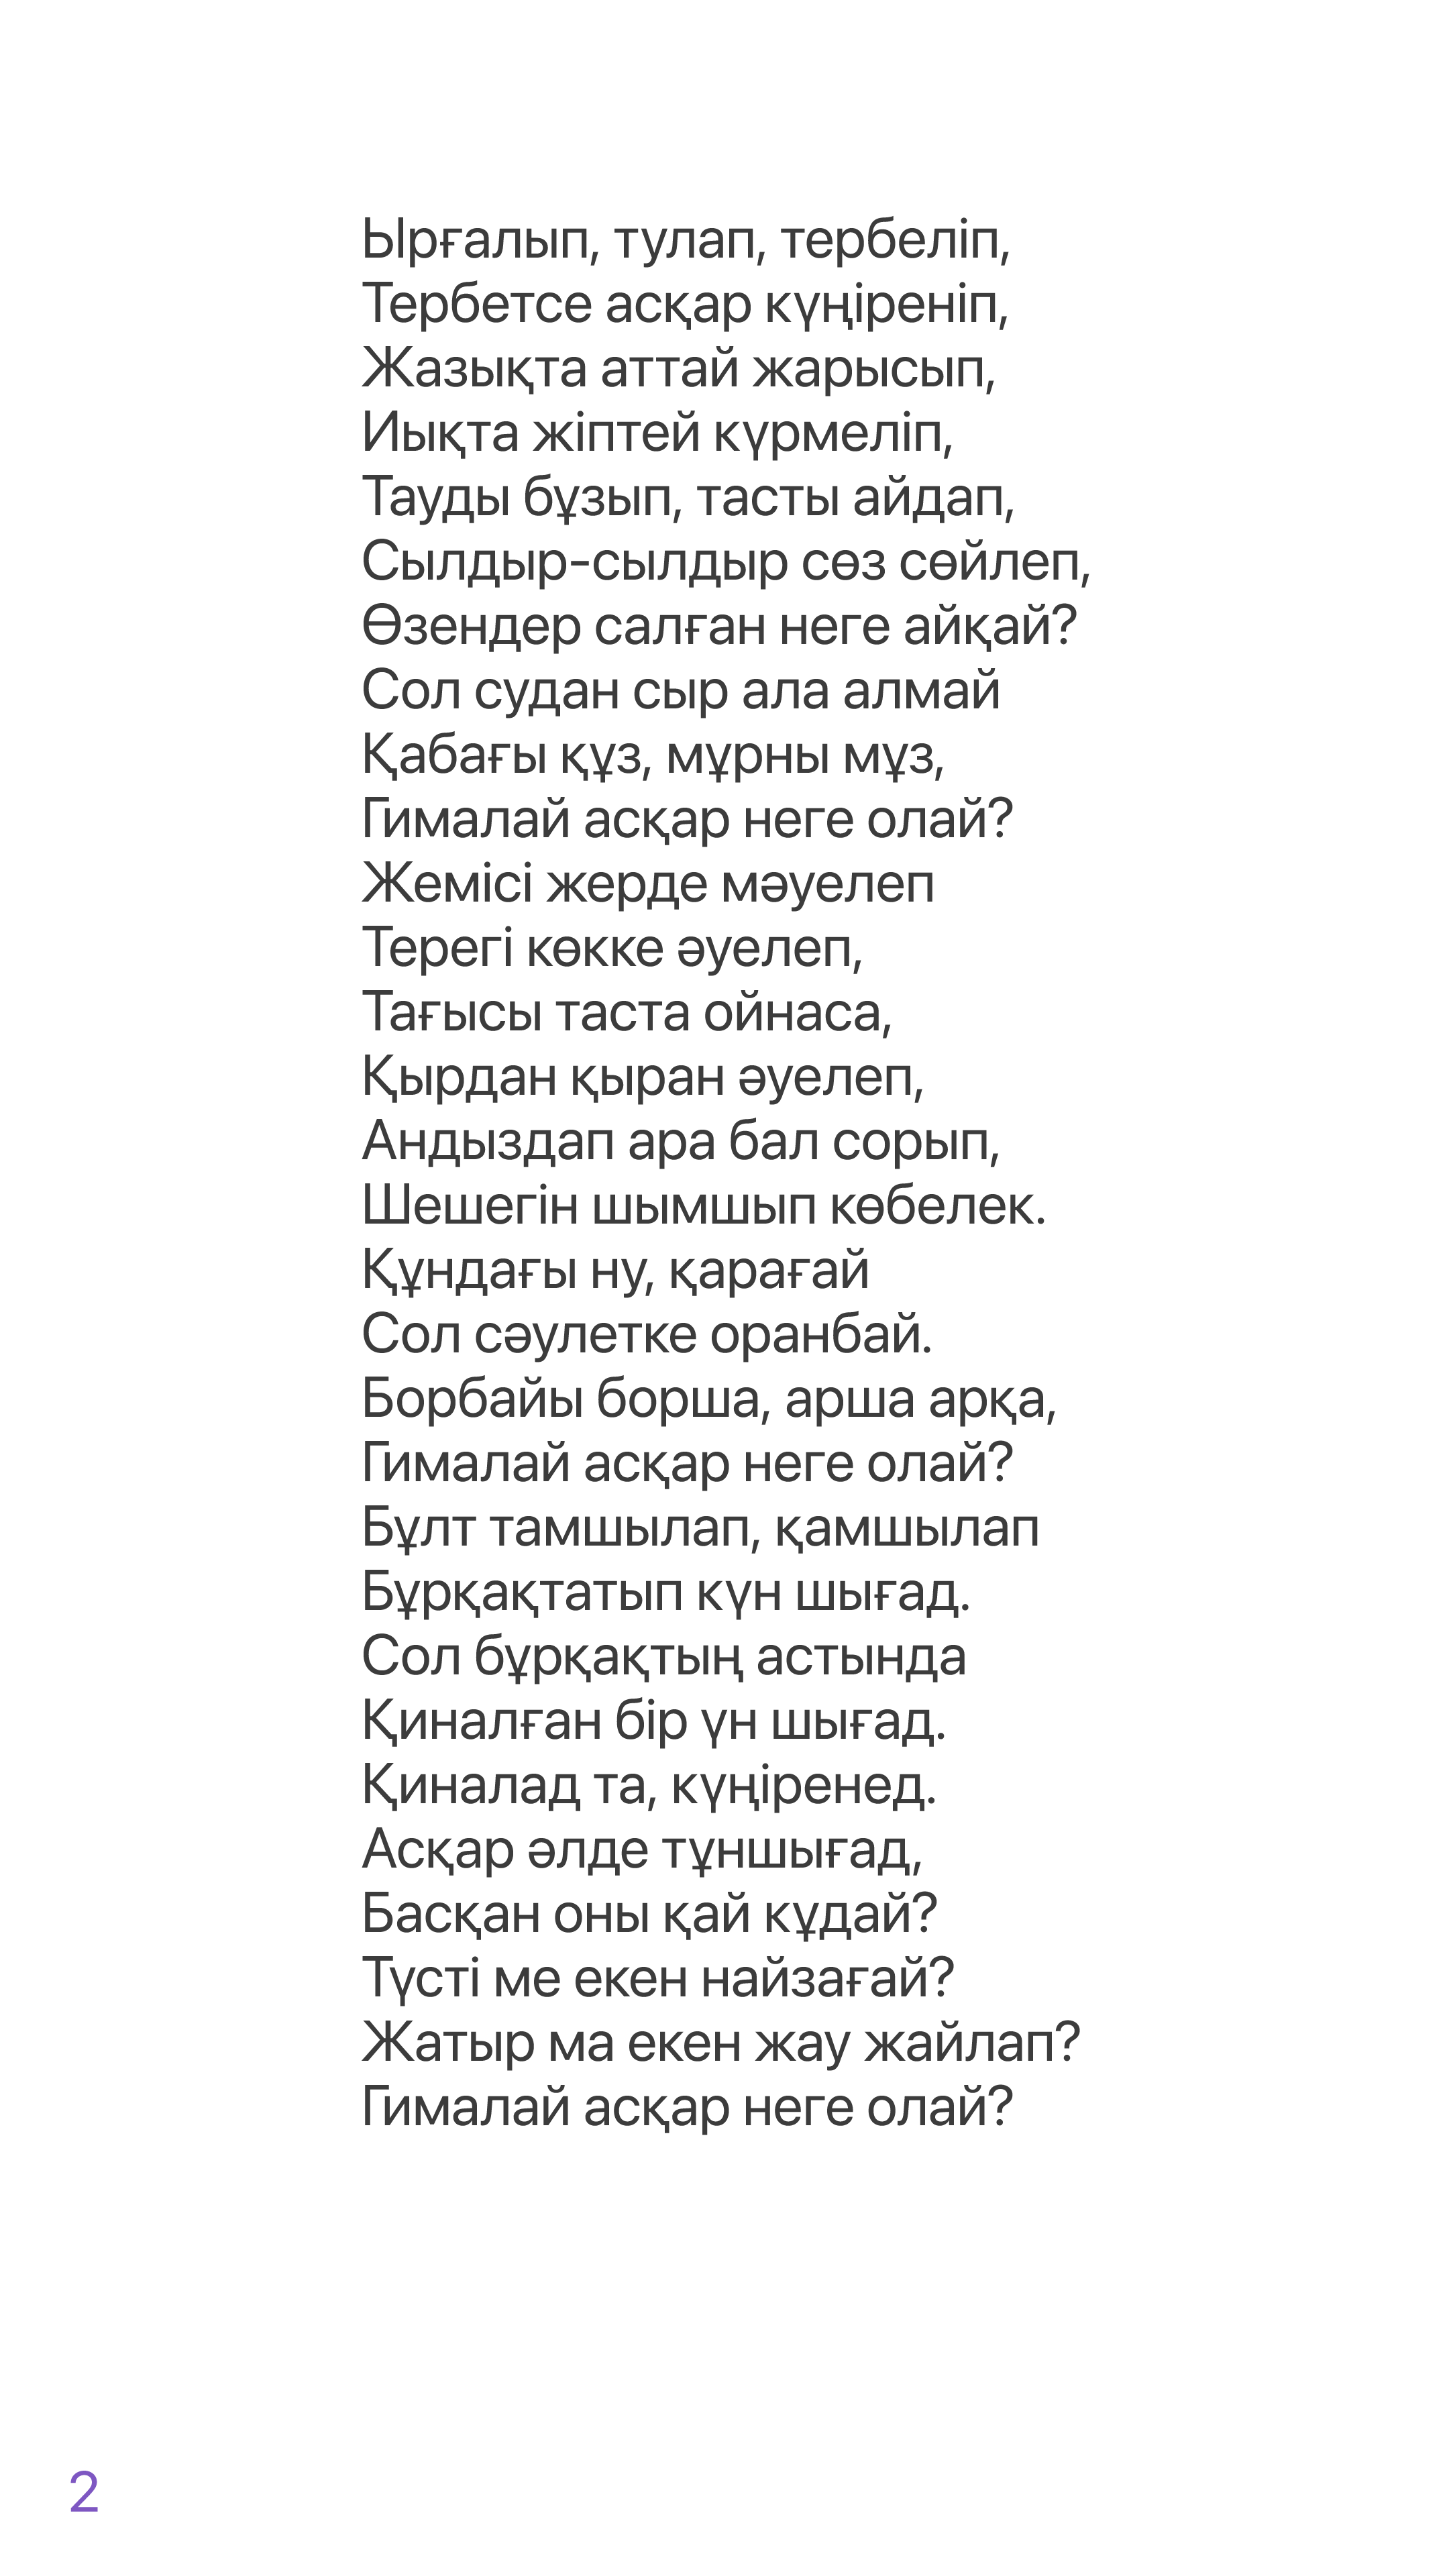 Ырғалып, тулап, тербеліп,
Тербетсе асқар күңіреніп,
Жазықта аттай жарысып,
Иықта жіптей күрмеліп,
Тауды бұзып, тасты айдап,
Сылдыр-сылдыр сөз сөйлеп,
Өзендер салған неге айқай?
Сол судан сыр ала алмай
Қабағы құз, мұрны мұз,
Гималай асқар неге олай?
Жемісі жерде мәуелеп
Терегі көкке әуелеп,
Тағысы таста ойнаса,
Қырдан қыран әуелеп,
Андыздап ара бал сорып,
Шешегін шымшып көбелек.
Құндағы ну, қарағай
Сол сәулетке оранбай.
Борбайы борша, арша арқа,
Гималай асқар неге олай?
Бұлт тамшылап, қамшылап
Бұрқақтатып күн шығад.
Сол бұрқақтың астында
Қиналған бір үн шығад.
Қиналад та, күңіренед.
Асқар әлде тұншығад,
Басқан оны қай құдай?
Түсті ме екен найзағай?
Жатыр ма екен жау жайлап?
Гималай асқар неге олай?
2